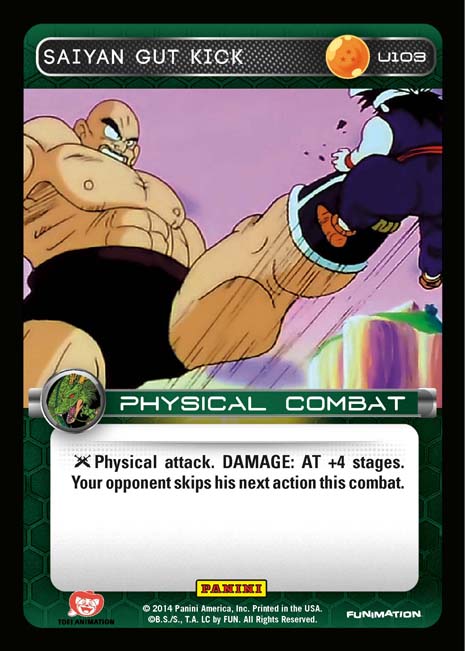 SAIYAN GUT KICK
U103
PHYSICAL COMBAT
Physical attack. DAMAGE: AT +4 stages.
Your opponent skips his next action this combat.
PANINI
TOEI ANIMATION
© 2014 Panini America, Inc. Printed in the USA.
©B.S./S., T.A. LC by FUN. All Rights Reserved.
FUNIMATION